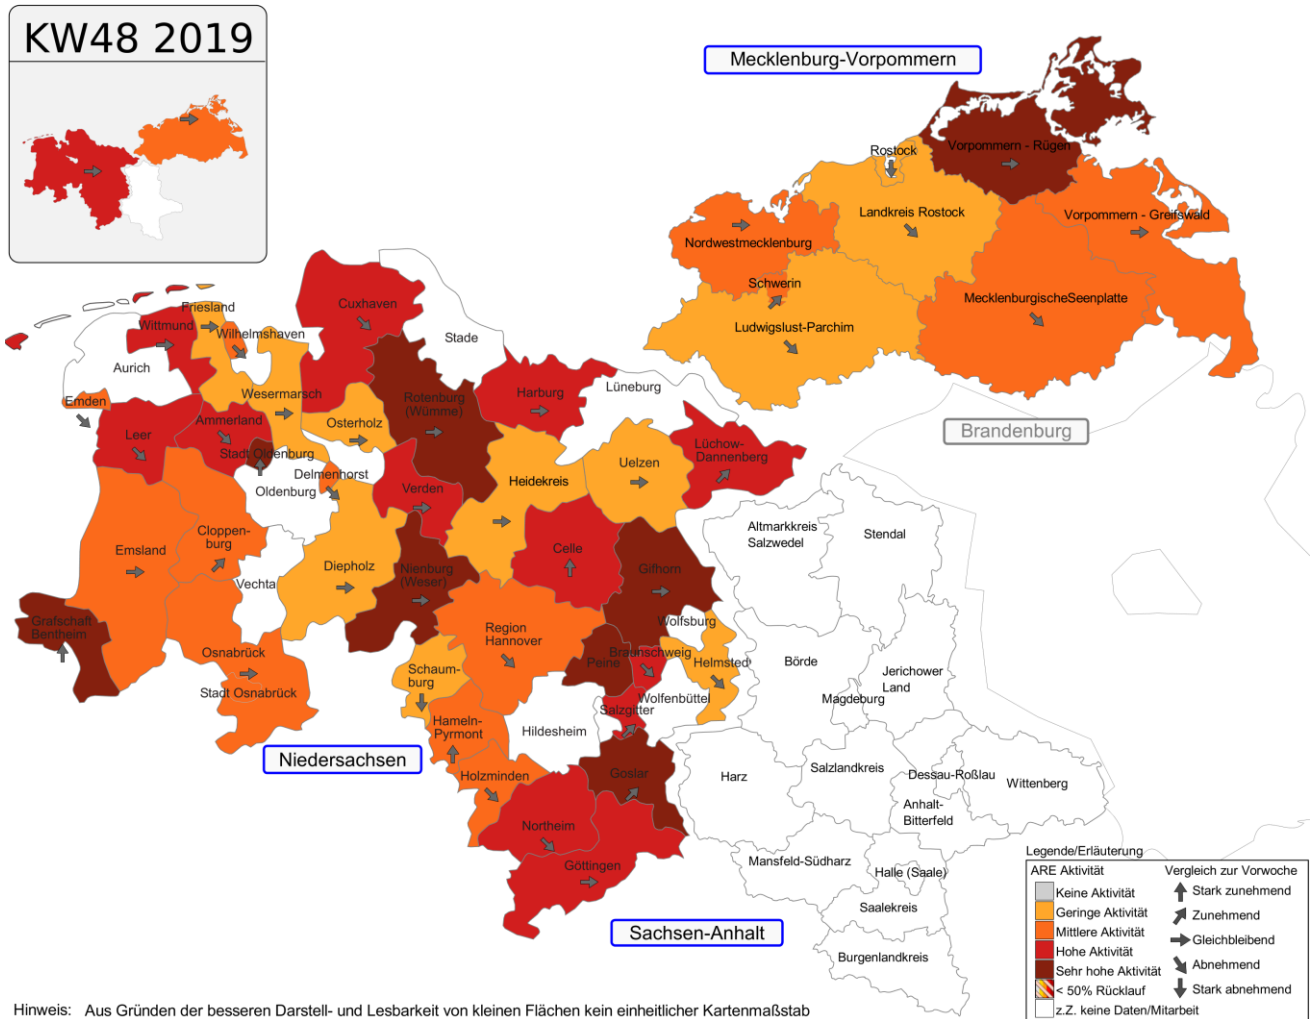 KW48 2019
Mecklenburg-Vorpommern
Rostock
Vorpommern - Rügen
Landkreis Rostock
Vorpommern - Greifswald
Nordwestmecklenburg
Schwerin
MecklenburgischeSeenplatte
Ludwigslust-Parchim
Brandenburg
Friesland
Wittmund
Wilhelmshaven
Cuxhaven
Stade
Aurich
Emden
Wesermarsch
Harburg
Lüneburg
Rotenburg
(Wümme)
Leer
Ammerland
Osterholz
Stadt Oldenburg
Oldenburg
Delmenhorst
Verden
Heidekreis
Uelzen
Lüchow-
Dannenberg
Emsland
Cloppen-
burg
Vechta
Diepholz
Nienburg
(Weser)
Celle
Gifhorn
Altmarkkreis
Salzwedel
Stendal
Grafschaft
Bentheim
Osnabrück
Stadt Osnabrück
Region
Hannover
Wolfsburg
Peine
Braunschweig
Helmsted
Schaum-
burg
Wolfenbüttel
Salzgitter
Börde
Jerichower
Land
Magdeburg
Hameln-
Pyrmont
Hildesheim
Niedersachsen
Holzminden
Goslar
Harz
Salzlandkreis
Dessau-Roßlau
Wittenberg
Anhalt-
Bitterfeld
Northeim
Göttingen
Mansfeld-Südharz
Halle (Saale)
Saalekreis
Burgenlandkreis
Sachsen-Anhalt
Legende/Erläuterung
ARE Aktivität
Keine Aktivität
Geringe Aktivität
Mittlere Aktivität
Hohe Aktivität
Sehr hohe Aktivität
< 50% Rücklauf
z.Z. keine Daten/Mitarbeit
Vergleich zur Vorwoche
Stark zunehmend
Zunehmend
Gleichbleibend
Abnehmend
Stark abnehmend
Hinweis: Aus Gründen der besseren Darstell- und Lesbarkeit von kleinen Flächen kein einheitlicher Kartenmaßstab